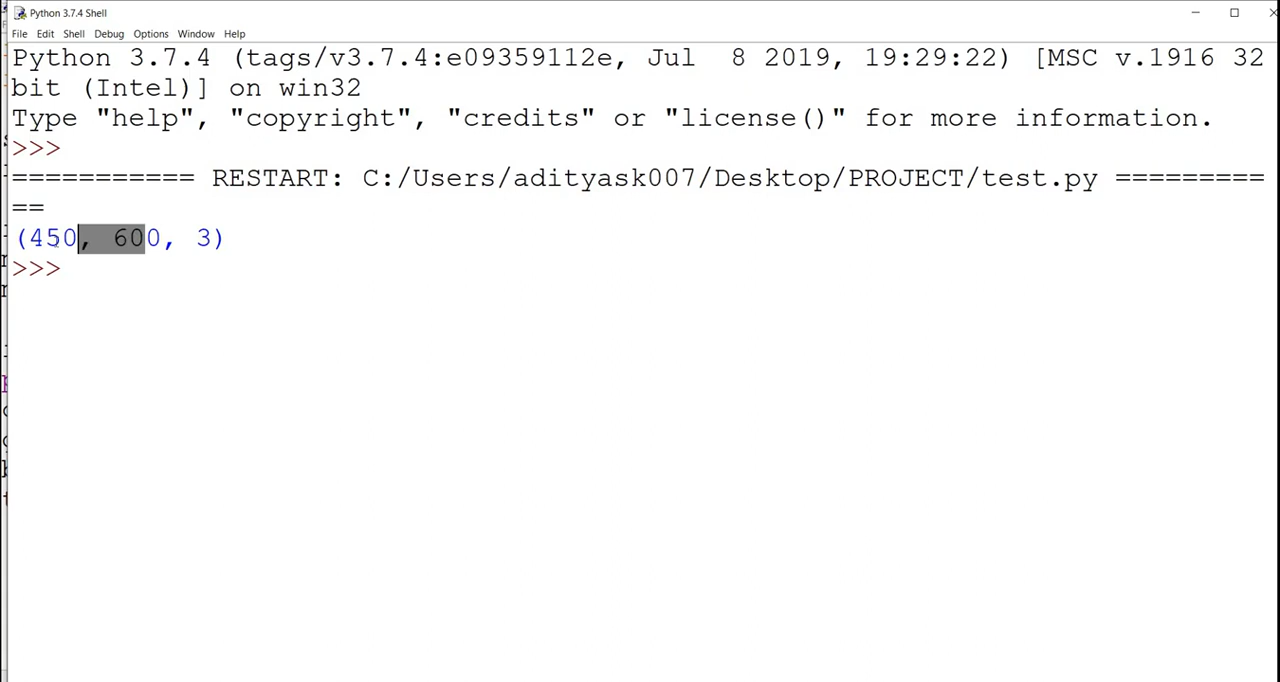 Python 3.7.4 Shell
File Edit Shell Debug Options Window Help
Python 3.7.4 (tags/v3.7.4:e09359112e, Jul  8 2019, 19:29:22) [MSC v.1916 32
bit (Intel)] on win32
Type "help", "copyright", "credits" or "license()" for more information.
>>>
=========== RESTART: C:/Users/adityask007/Desktop/PROJECT/test.py =========
==
(450, 600, 3)
>>>